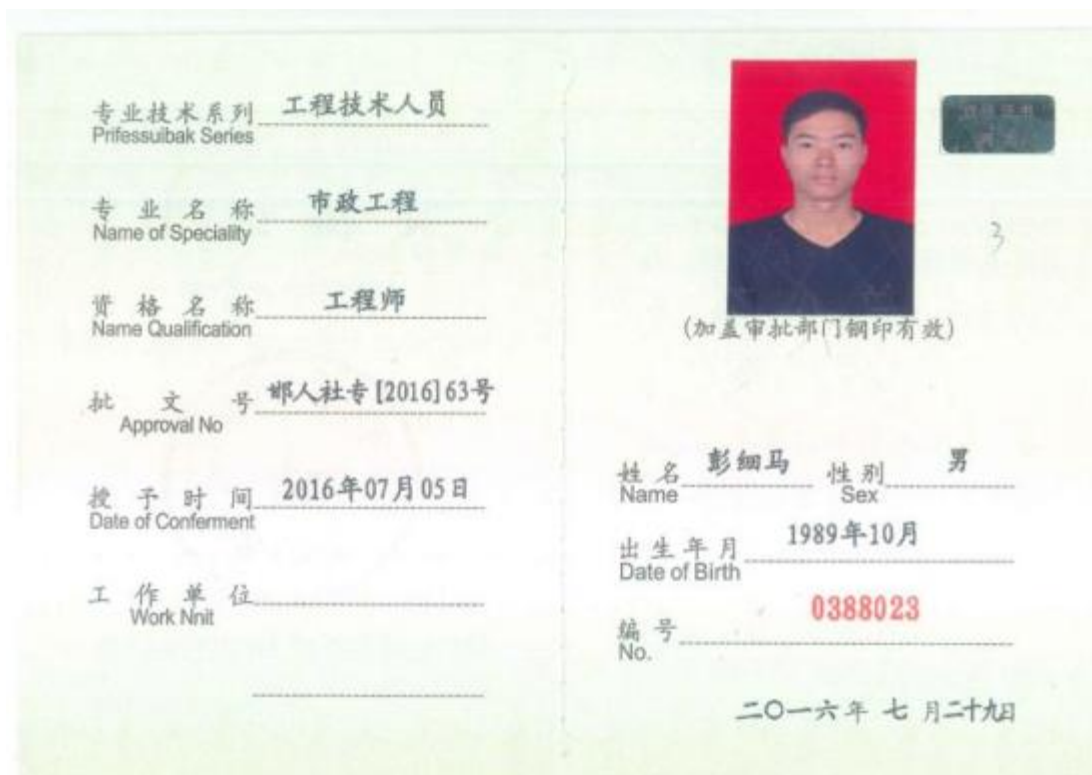 专业技术系列 工程技术人员
Prifessuibak Series
专业名称 市政工程
Name of Speciality
资格名称 工程师
Name Qualification
批文号 邯人社专[2016]63号
Approval No
授予时间 2016年07月05日
Date of Conferment
工作单位
Work Nnit
3
(加盖审批部门钢印有效)
姓名 彭细马 性别 男
Name Sex
出生年月 1989年10月
Date of Birth
编号 0388023
No.
二〇一六年 七 月二十九日